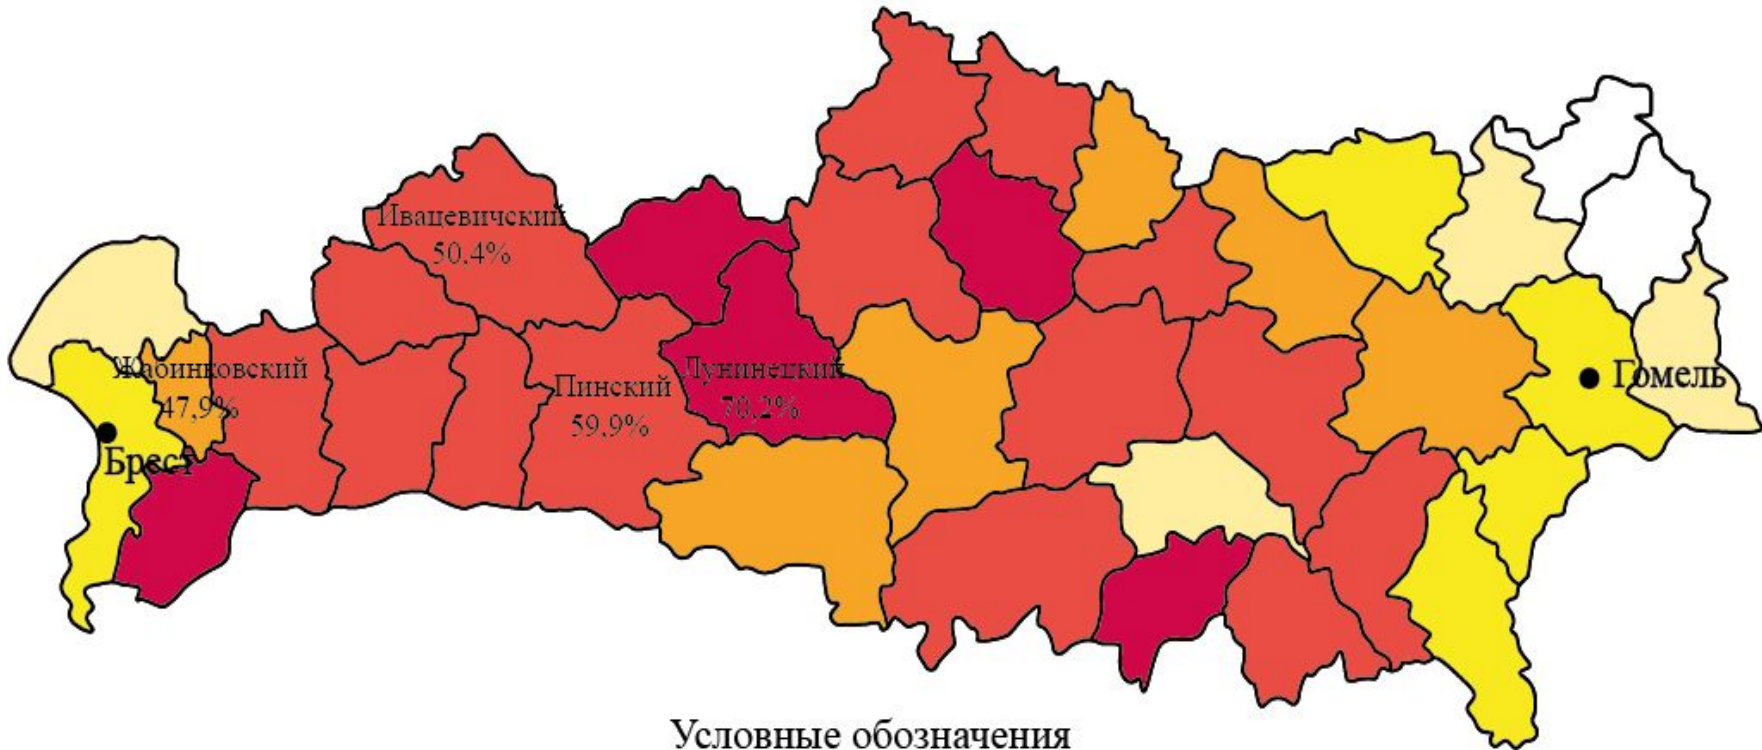 Ивацевичский
50.4%
Жабинковский
47,9%
Пинский
59,9%
Лунинецкий
70,2%
Гомель
Брест
Условные обозначения